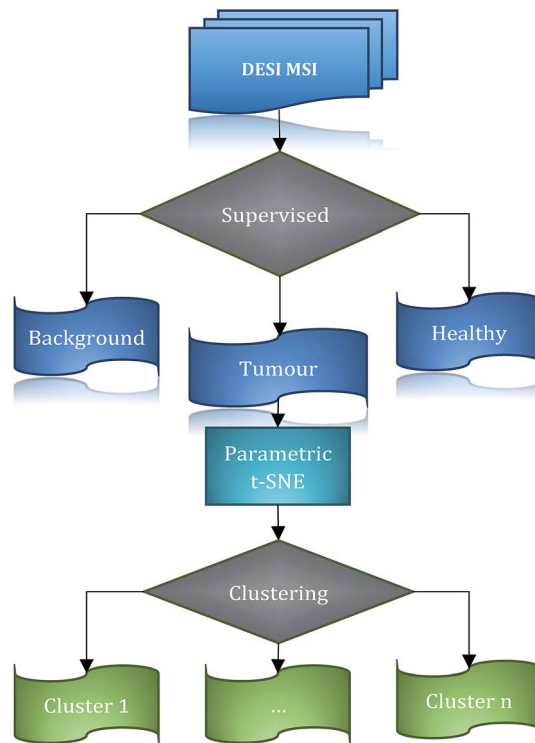 DESI MSI
Supervised
Background
Tumour
Healthy
Parametric
t-SNE
Clustering
Cluster 1
...
Cluster n